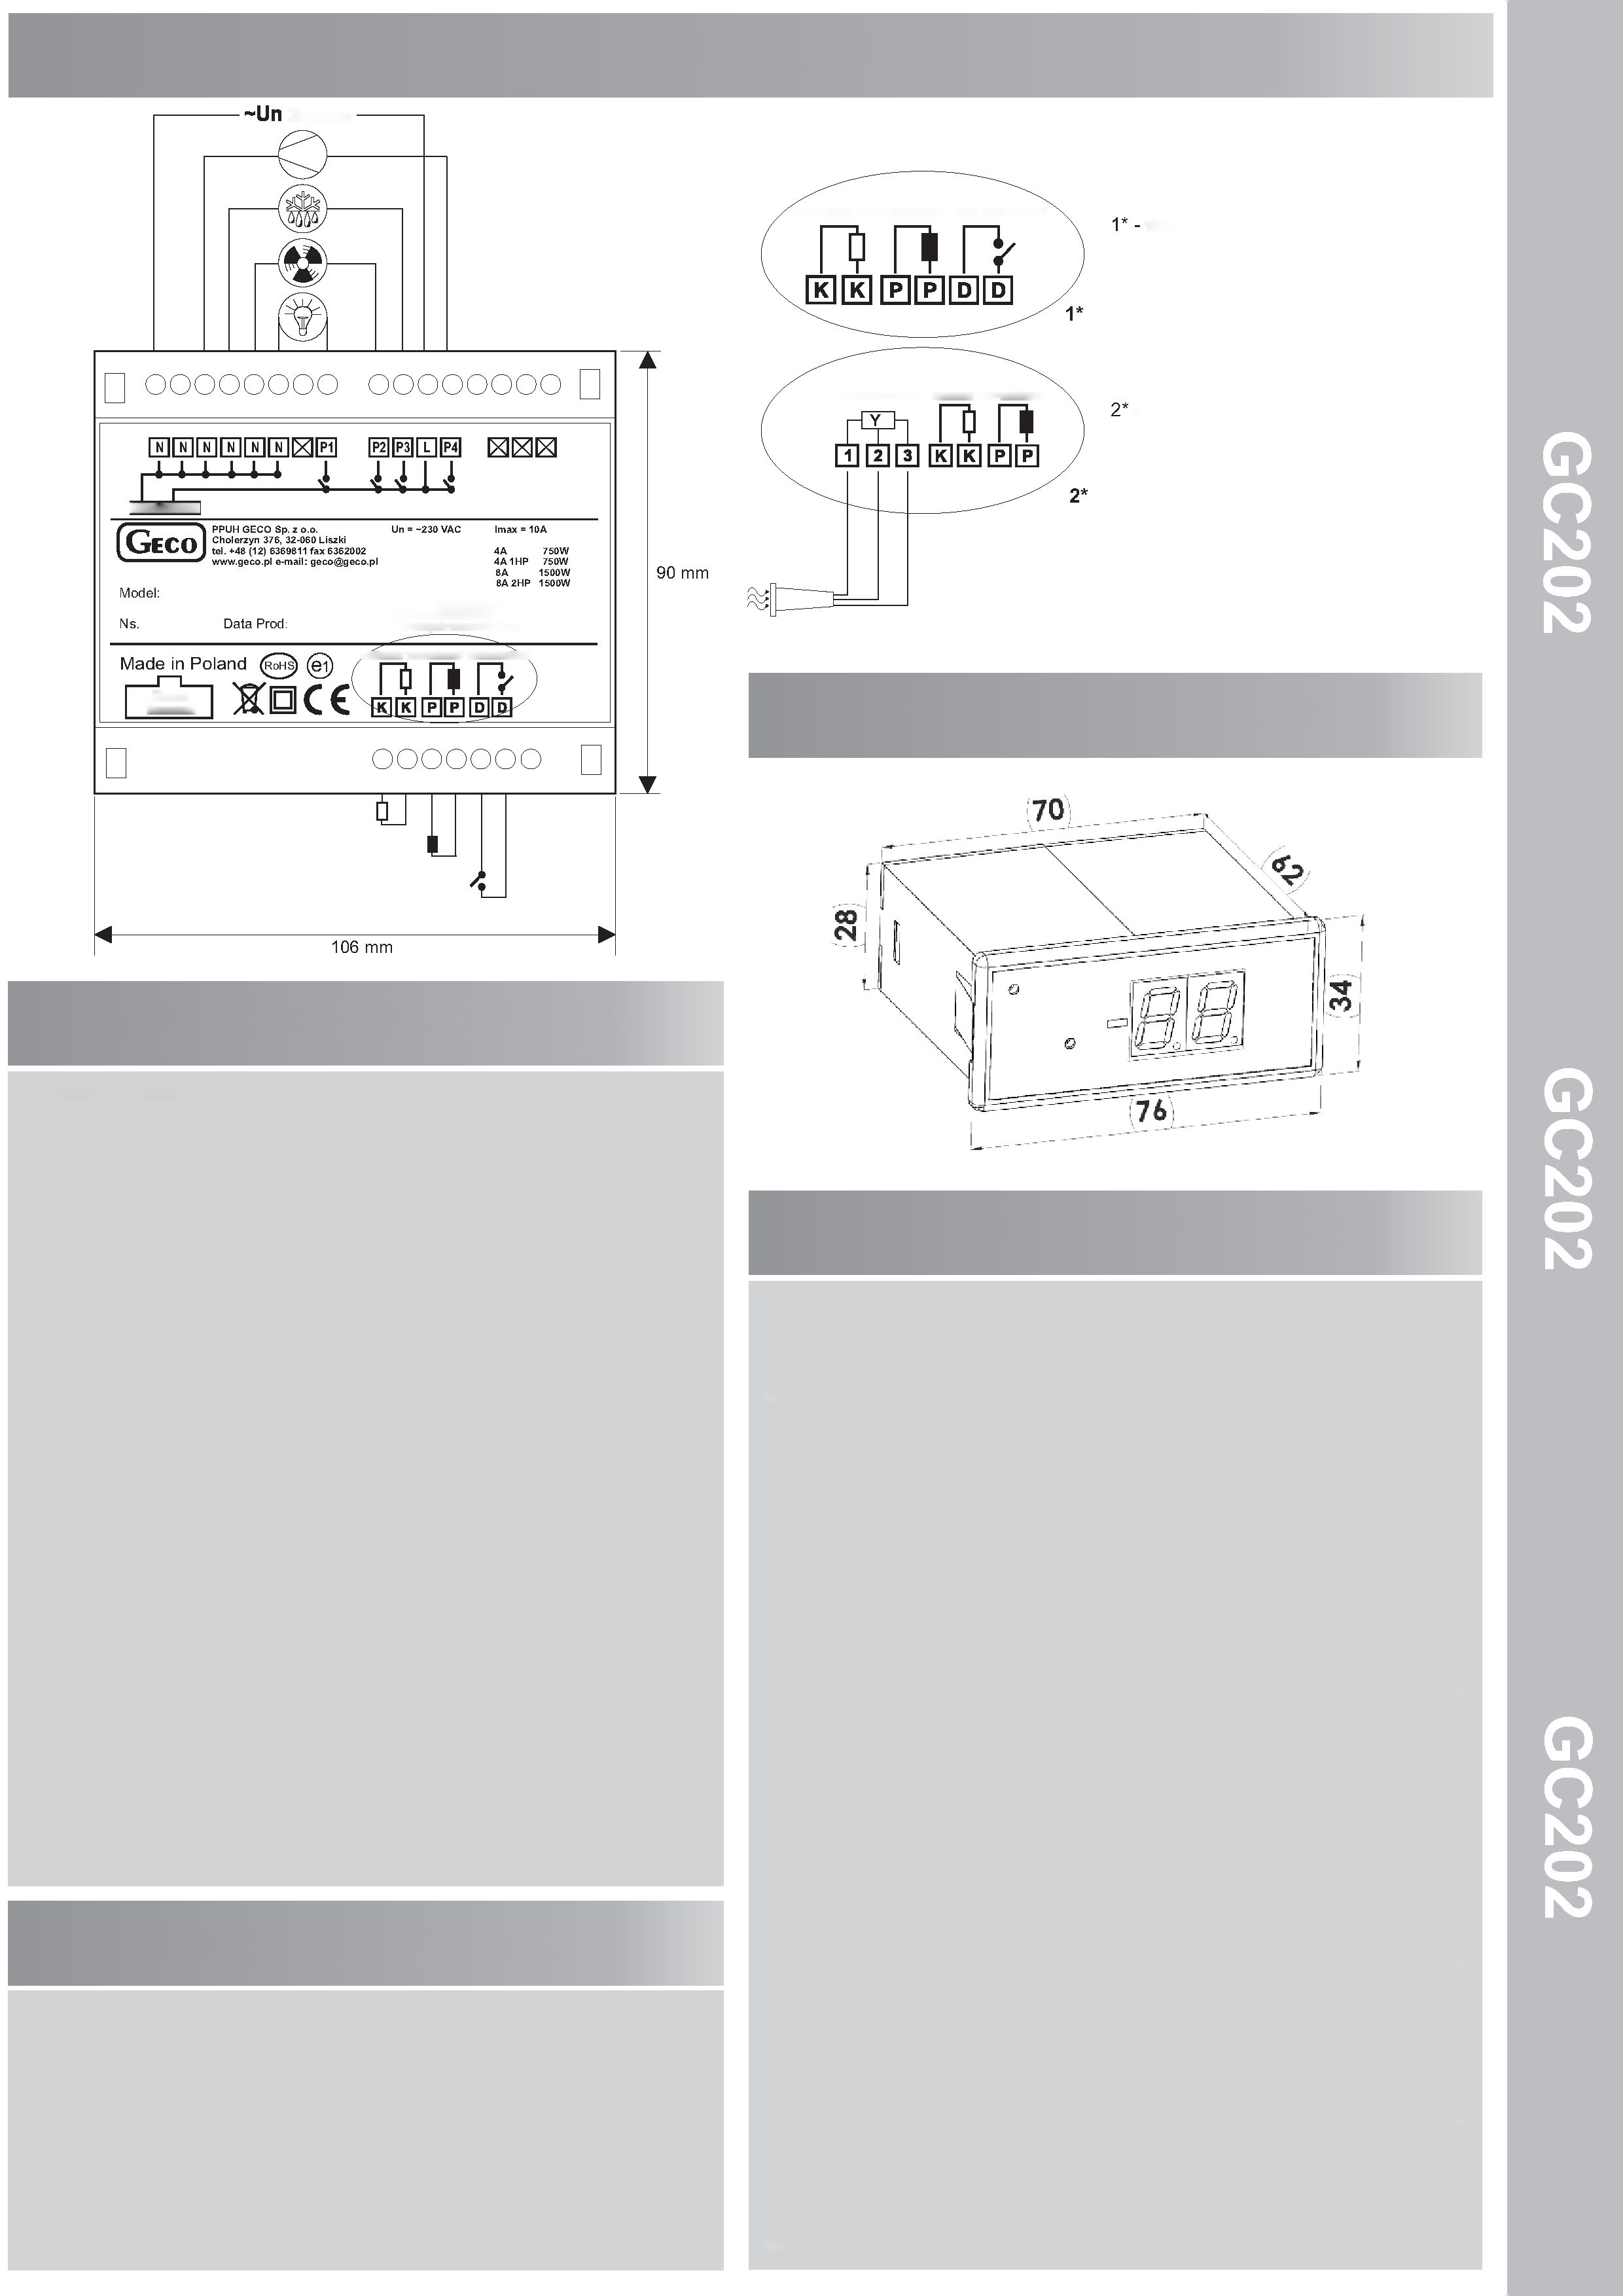 ~Un
N N N N N N P1 P2 P3 L P4
GECO
PPUH GECO Sp. z o.o.
Cholerzyn 376, 32-060 Liszki
tel. +48 (12) 6369811 fax 6362002
www.geco.pl e-mail: geco@geco.pl
Un = ~230 VAC
Imax = 10A
4A 750W
4A 1HP 750W
8A 1500W
8A 2HP 1500W
Model:
Ns. Data Prod.
Made in Poland
RoHS
e1
CE
K K P P D D
90 mm
106 mm
K K P P D D
1*
1* -
Y
1 2 3 K K P P
2*
2*
70
62
28
34
76
GC202
GC202
GC202